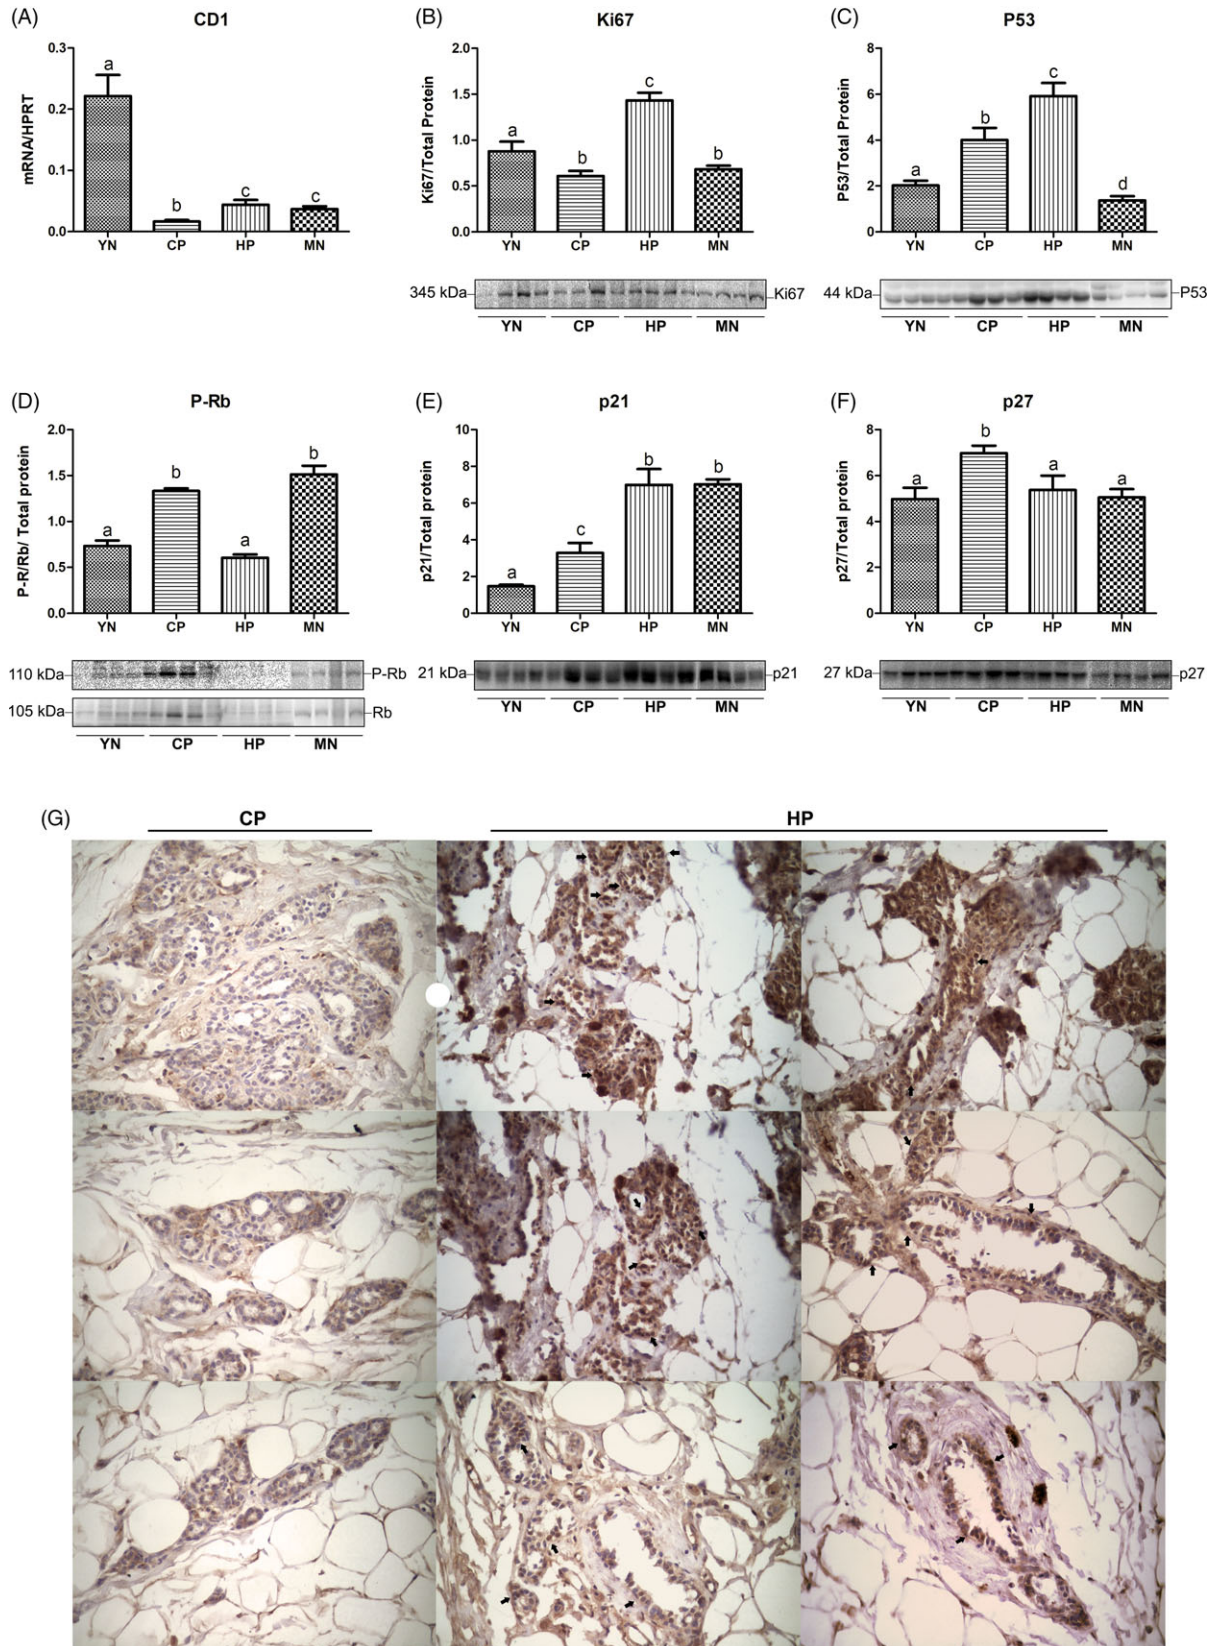 (A) CD1
mRNA/HPRT
0.3
0.2
0.1
0.0
a
b
c
c
YN CP HP MN
(B) Ki67
Ki67/Total Protein
2.0
1.5
1.0
0.5
0.0
a
b
c
b
YN CP HP MN
345 kDa Ki67
YN CP HP MN
(C) P53
P53/Total Protein
8
6
4
2
0
a
b
c
d
YN CP HP MN
44 kDa P53
YN CP HP MN
(D) P-Rb
P-R/Rb/ Total protein
2.0
1.5
1.0
0.5
0.0
a
b
a
b
YN CP HP MN
110 kDa P-Rb
105 kDa Rb
YN CP HP MN
(E) p21
p21/Total protein
10
8
6
4
2
0
a
c
b
b
YN CP HP MN
21 kDa p21
YN CP HP MN
(F) p27
p27/Total protein
8
6
4
2
0
a
b
a
a
YN CP HP MN
27 kDa p27
YN CP HP MN
(G) CP HP